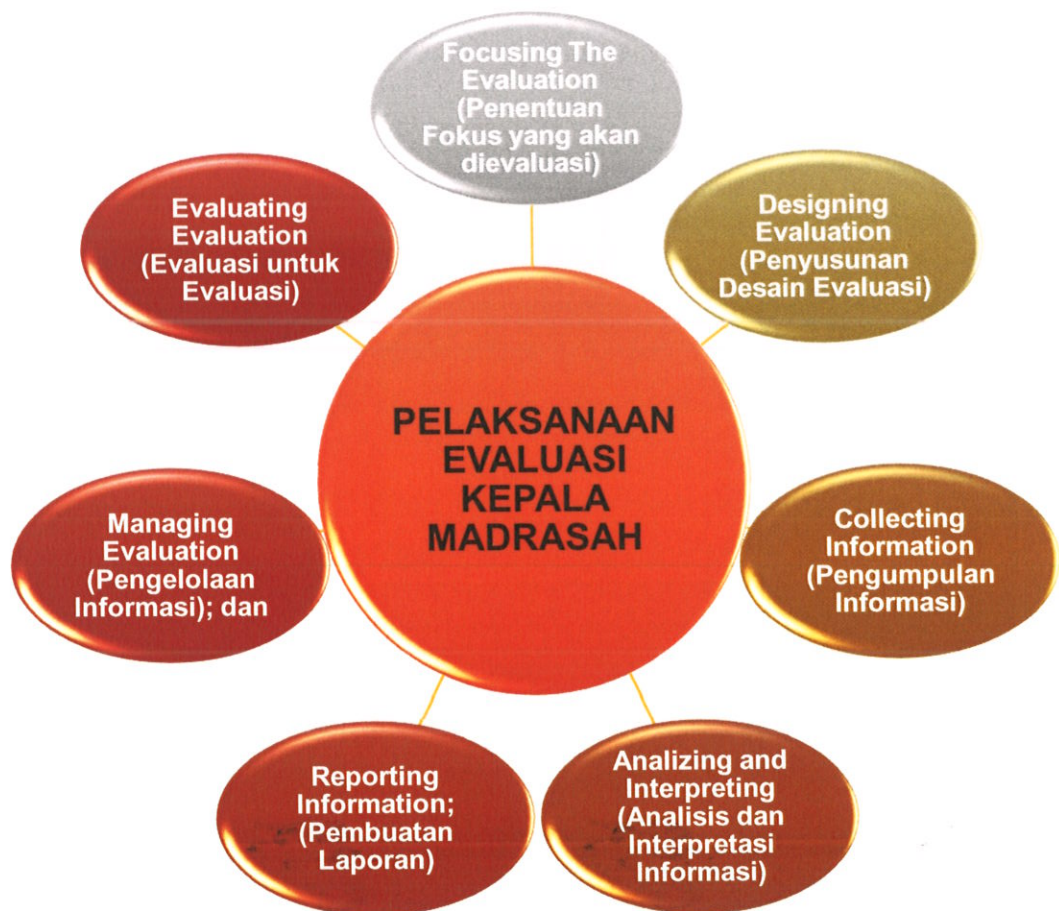 Focusing The
Evaluation
(Penentuan
Fokus yang akan
dievaluasi)
Designing
Evaluation
(Penyusunan
Desain Evaluasi)
Collecting
Information
(Pengumpulan
Informasi)
Analizing and
Interpreting
(Analisis dan
Interpretasi
Informasi)
Reporting
Information;
(Pembuatan
Laporan)
Managing
Evaluation
(Pengelolaan
Informasi); dan
Evaluating
Evaluation
(Evaluasi untuk
Evaluasi)
PELAKSANAAN
EVALUASI
KEPALA
MADRASAH